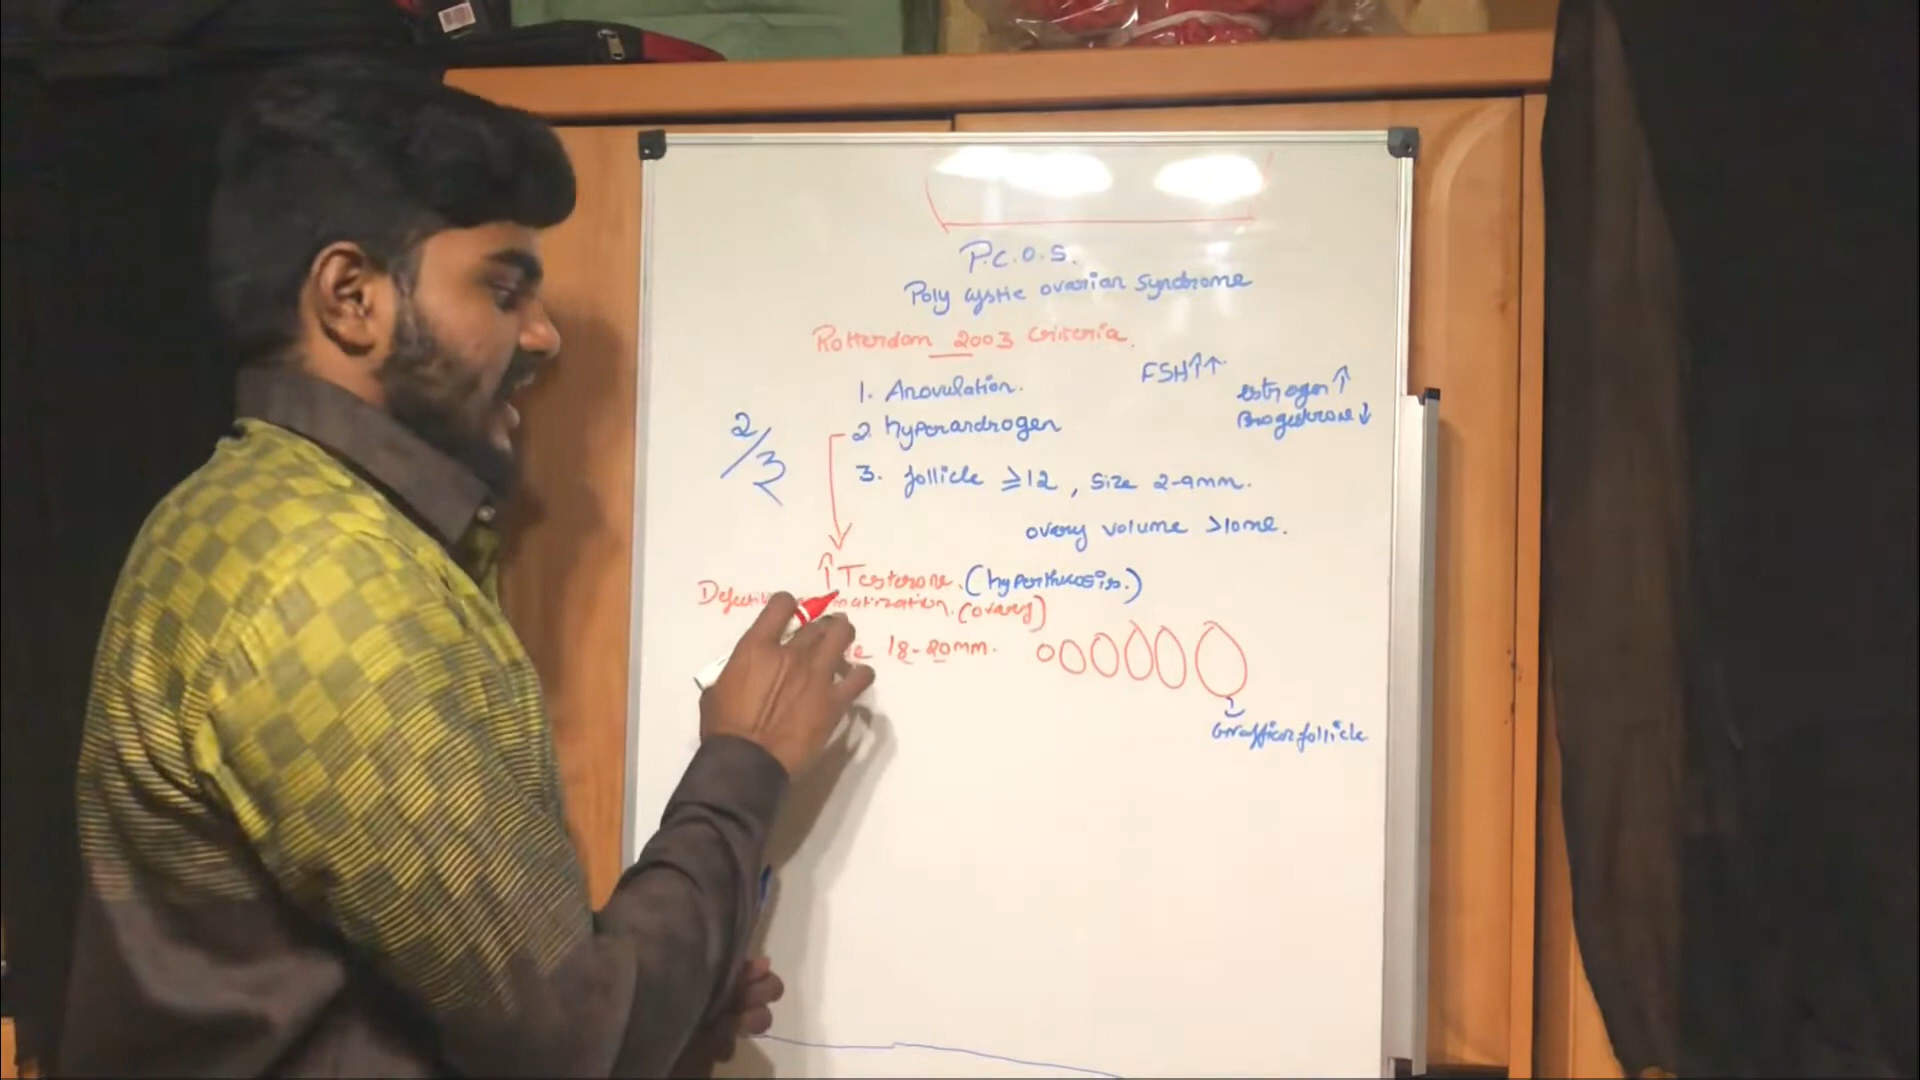 P.C.O.S.
Poly cystic ovarian syndrome
Rotterdam 2003 criteria.
1. Anovulation.
FSH↑↑
estrogen↑
Progesterone↓
2/3
2. hyperandrogen
3. follicle ≥12, size 2-9mm.
ovary volume >10ml.
↑ Testerone. (hyperthecosis.)
(ovary)
18-20mm.
Graffian follicle